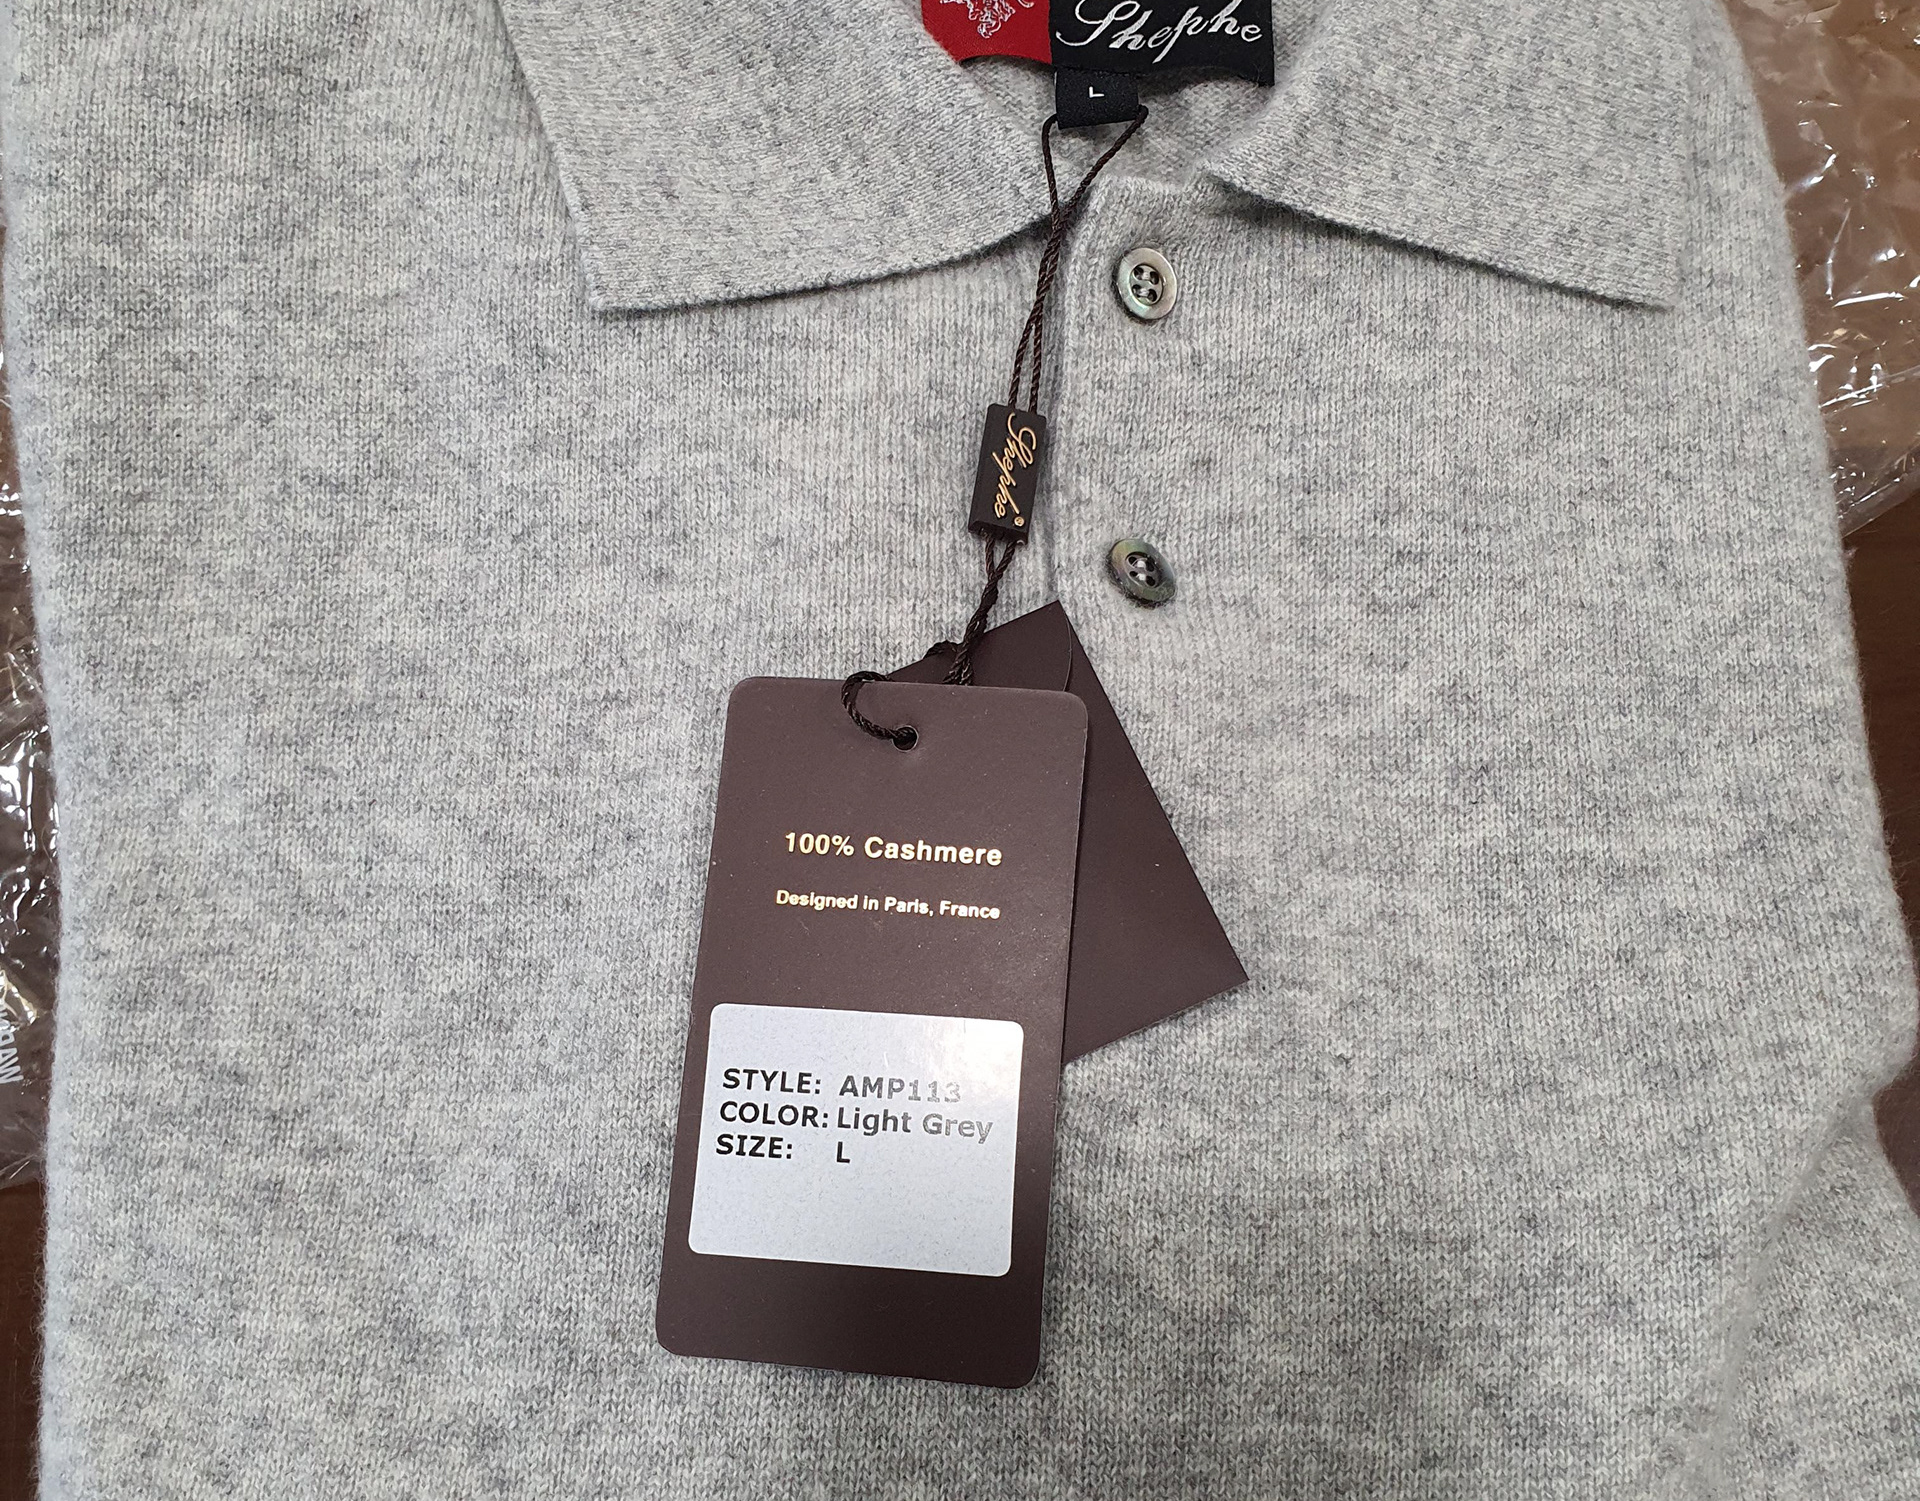 Shephe
L
Shephe®
100% Cashmere
Designed in Paris, France
STYLE: AMP113
COLOR: Light Grey
SIZE: L